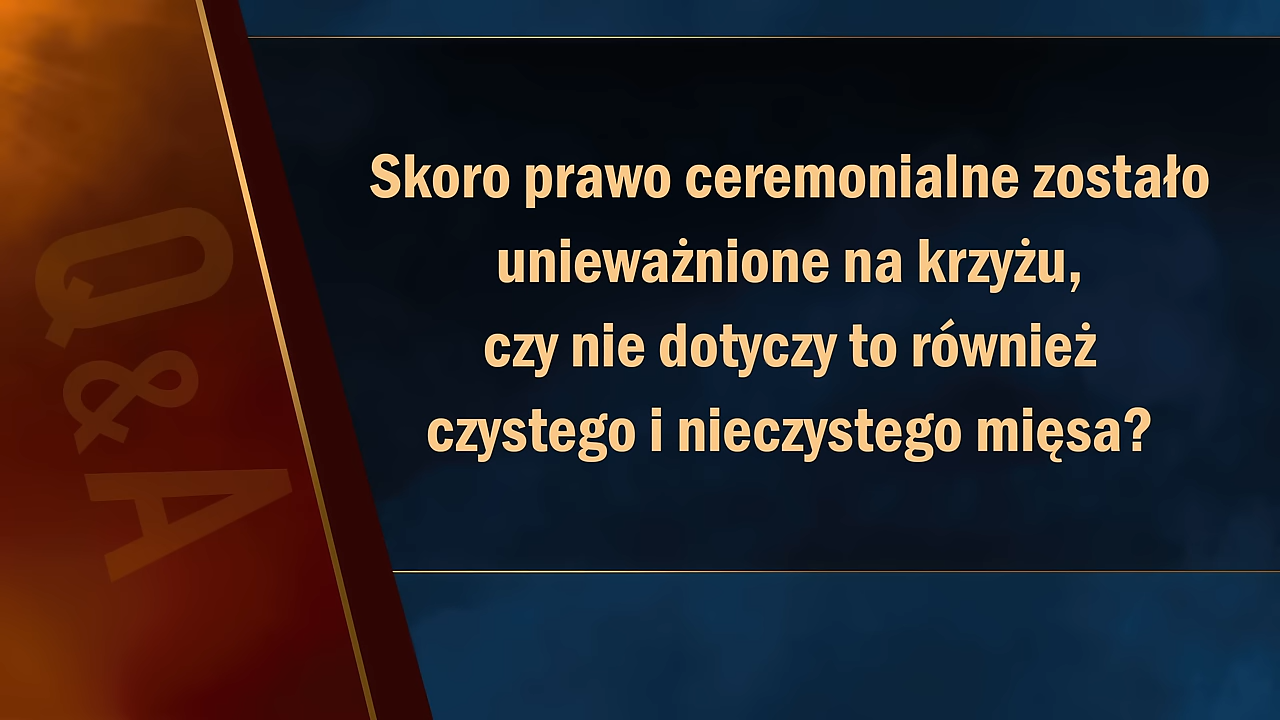 Q&A
Skoro prawo ceremonialne zostało
unieważnione na krzyżu,
czy nie dotyczy to również
czystego i nieczystego mięsa?